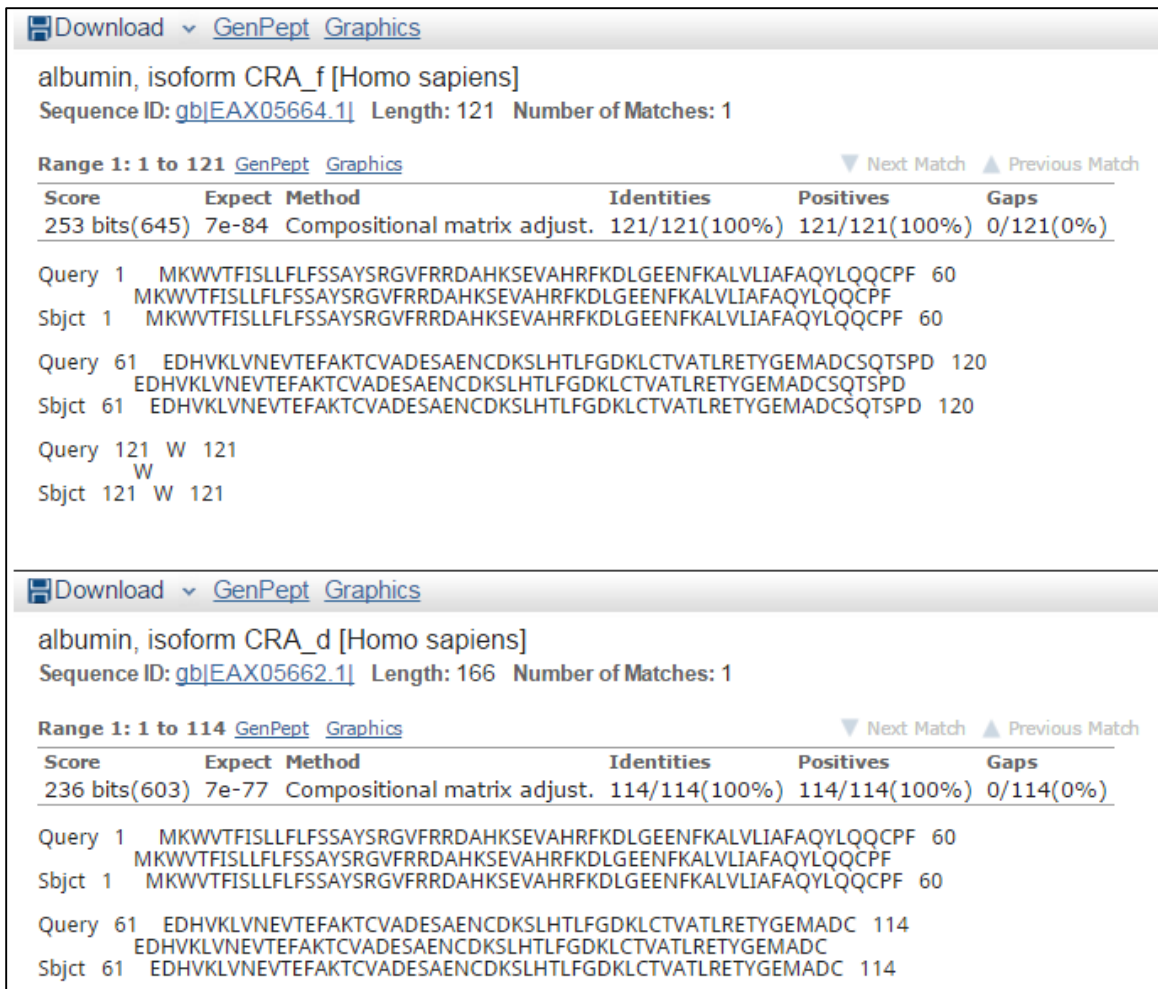 Download GenPept Graphics
albumin, isoform CRA_f [Homo sapiens]
Sequence ID: gb|EAX05664.1| Length: 121 Number of Matches: 1
Range 1: 1 to 121 GenPept Graphics Next Match Previous Match
Score Expect Method Identities Positives Gaps
253 bits(645) 7e-84 Compositional matrix adjust. 121/121(100%) 121/121(100%) 0/121(0%)
Query 1 MKWVTFISLLFLFSSAYSRGVFRRDAHKSEVAHRFKDLGEENFKALVLIAFAQYLQQCPF 60
MKWVTFISLLFLFSSAYSRGVFRRDAHKSEVAHRFKDLGEENFKALVLIAFAQYLQQCPF
Sbjct 1 MKWVTFISLLFLFSSAYSRGVFRRDAHKSEVAHRFKDLGEENFKALVLIAFAQYLQQCPF 60
Query 61 EDHVKLVNEVTEFAKTCVADESAENCDKSLHTLFGDKLCTVATLRETYGEMADCSQTSPD 120
EDHVKLVNEVTEFAKTCVADESAENCDKSLHTLFGDKLCTVATLRETYGEMADCSQTSPD
Sbjct 61 EDHVKLVNEVTEFAKTCVADESAENCDKSLHTLFGDKLCTVATLRETYGEMADCSQTSPD 120
Query 121 W 121
W
Sbjct 121 W 121
Download GenPept Graphics
albumin, isoform CRA_d [Homo sapiens]
Sequence ID: gb|EAX05662.1| Length: 166 Number of Matches: 1
Range 1: 1 to 114 GenPept Graphics Next Match Previous Match
Score Expect Method Identities Positives Gaps
236 bits(603) 7e-77 Compositional matrix adjust. 114/114(100%) 114/114(100%) 0/114(0%)
Query 1 MKWVTFISLLFLFSSAYSRGVFRRDAHKSEVAHRFKDLGEENFKALVLIAFAQYLQQCPF 60
MKWVTFISLLFLFSSAYSRGVFRRDAHKSEVAHRFKDLGEENFKALVLIAFAQYLQQCPF
Sbjct 1 MKWVTFISLLFLFSSAYSRGVFRRDAHKSEVAHRFKDLGEENFKALVLIAFAQYLQQCPF 60
Query 61 EDHVKLVNEVTEFAKTCVADESAENCDKSLHTLFGDKLCTVATLRETYGEMADC 114
EDHVKLVNEVTEFAKTCVADESAENCDKSLHTLFGDKLCTVATLRETYGEMADC
Sbjct 61 EDHVKLVNEVTEFAKTCVADESAENCDKSLHTLFGDKLCTVATLRETYGEMADC 114